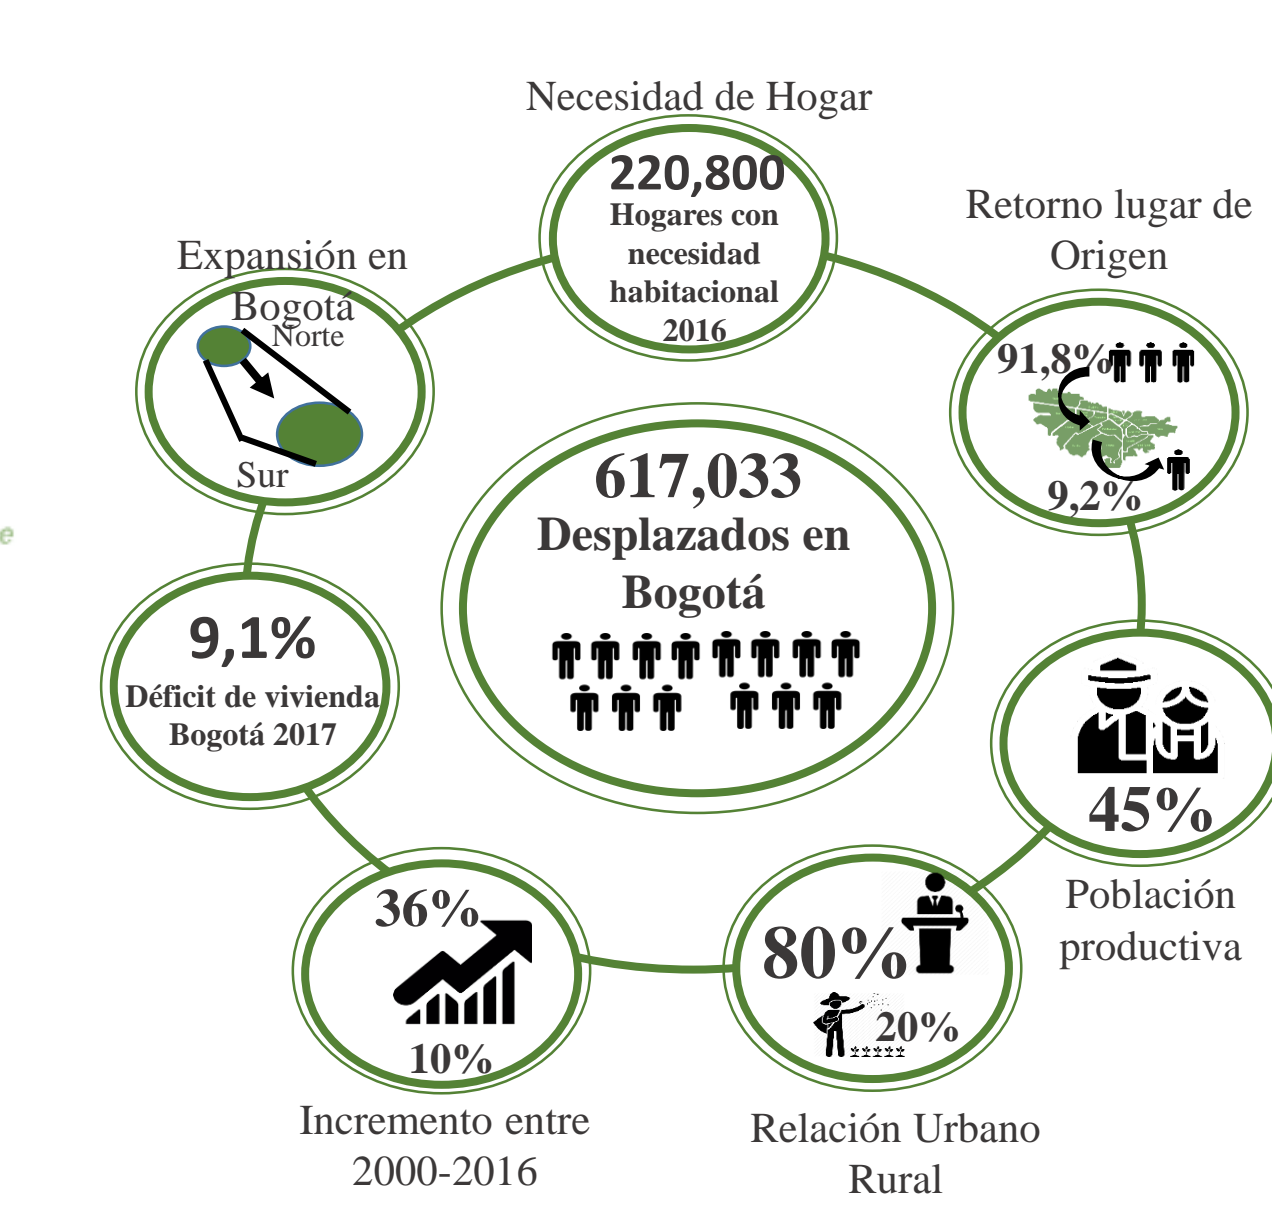 Necesidad de Hogar
220,800
Hogares con
necesidad
habitacional
2016
Retorno lugar de
Origen
91,8%
9,2%
Expansión en
Bogotá
Norte
Sur
617,033
Desplazados en
Bogotá
e
9,1%
Déficit de vivienda
Bogotá 2017
45%
Población
productiva
36%
10%
Incremento entre
2000-2016
80%
20%
Relación Urbano
Rural